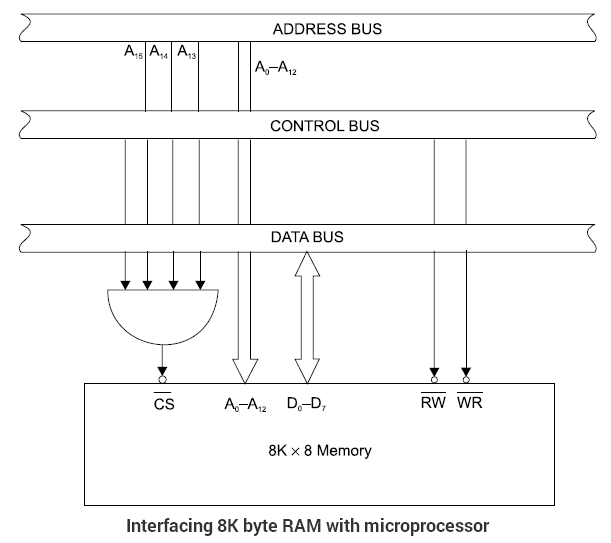 ADDRESS BUS
A15 A14 A13
A0–A12
CONTROL BUS
DATA BUS
CS A0–A12 D0–D7 RW WR
8K × 8 Memory
Interfacing 8K byte RAM with microprocessor